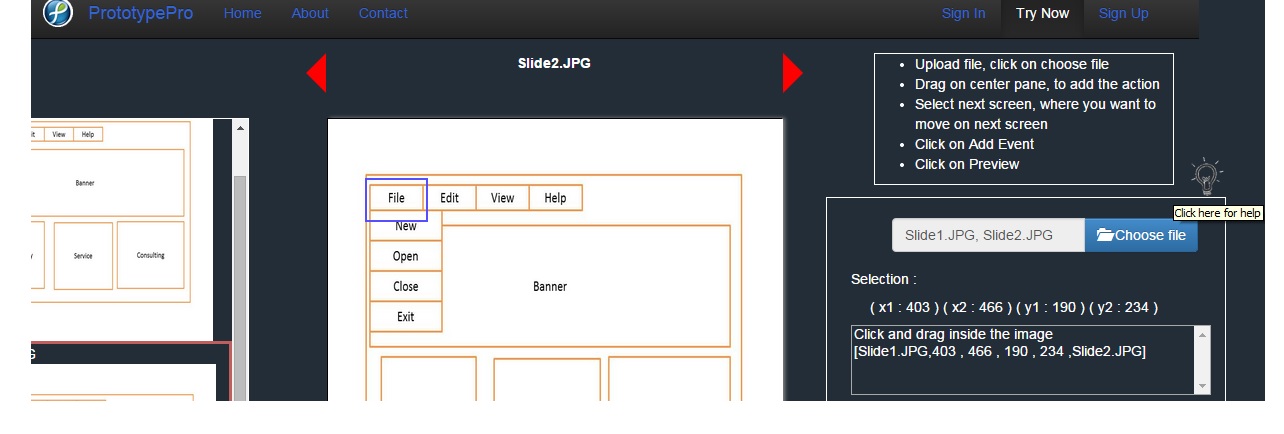 PrototypePro Home About Contact Sign In Try Now Sign Up
Slide2.JPG
Upload file, click on choose file
Drag on center pane, to add the action
Select next screen, where you want to
move on next screen
Click on Add Event
Click on Preview
Click here for help
View Help
Banner
Service Consulting
File Edit View Help
New
Open
Close
Exit
Banner
Slide1.JPG, Slide2.JPG Choose file
Selection :
( x1 : 403 ) ( x2 : 466 ) ( y1 : 190 ) ( y2 : 234 )
Click and drag inside the image
[Slide1.JPG,403 , 466 , 190 , 234 ,Slide2.JPG]